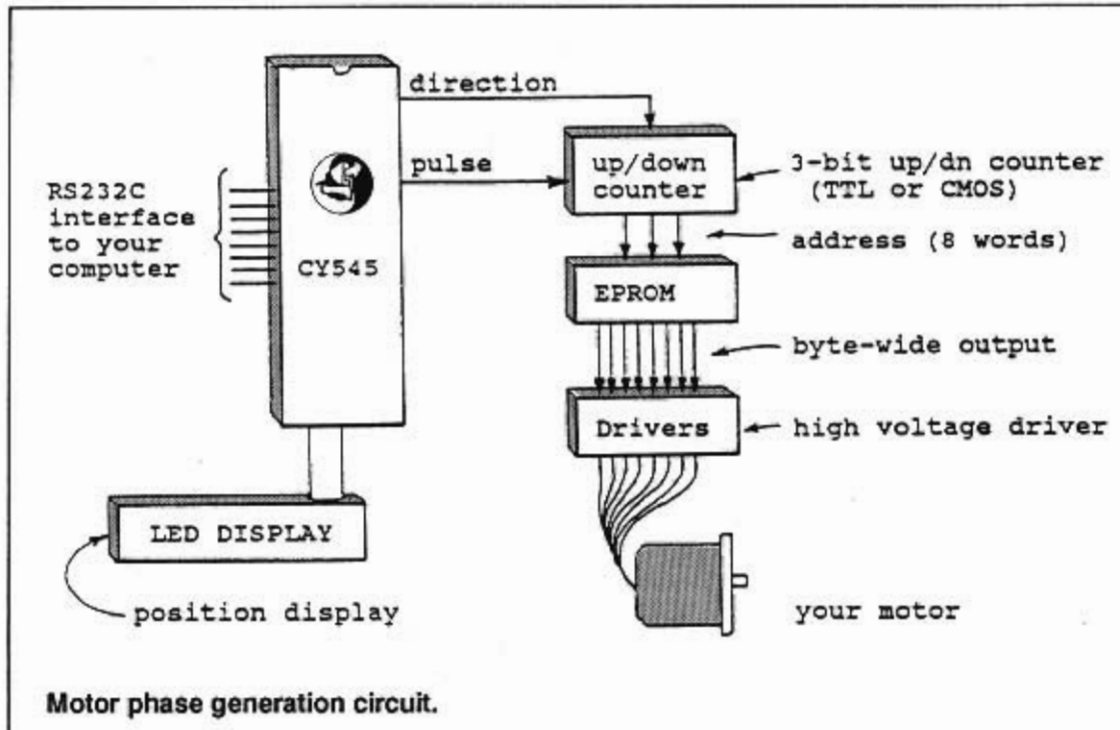 direction
pulse
RS232C
interface
to your
computer
CY545
up/down
counter
3-bit up/dn counter
(TTL or CMOS)
address (8 words)
EPROM
byte-wide output
Drivers
high voltage driver
LED DISPLAY
position display
your motor
Motor phase generation circuit.